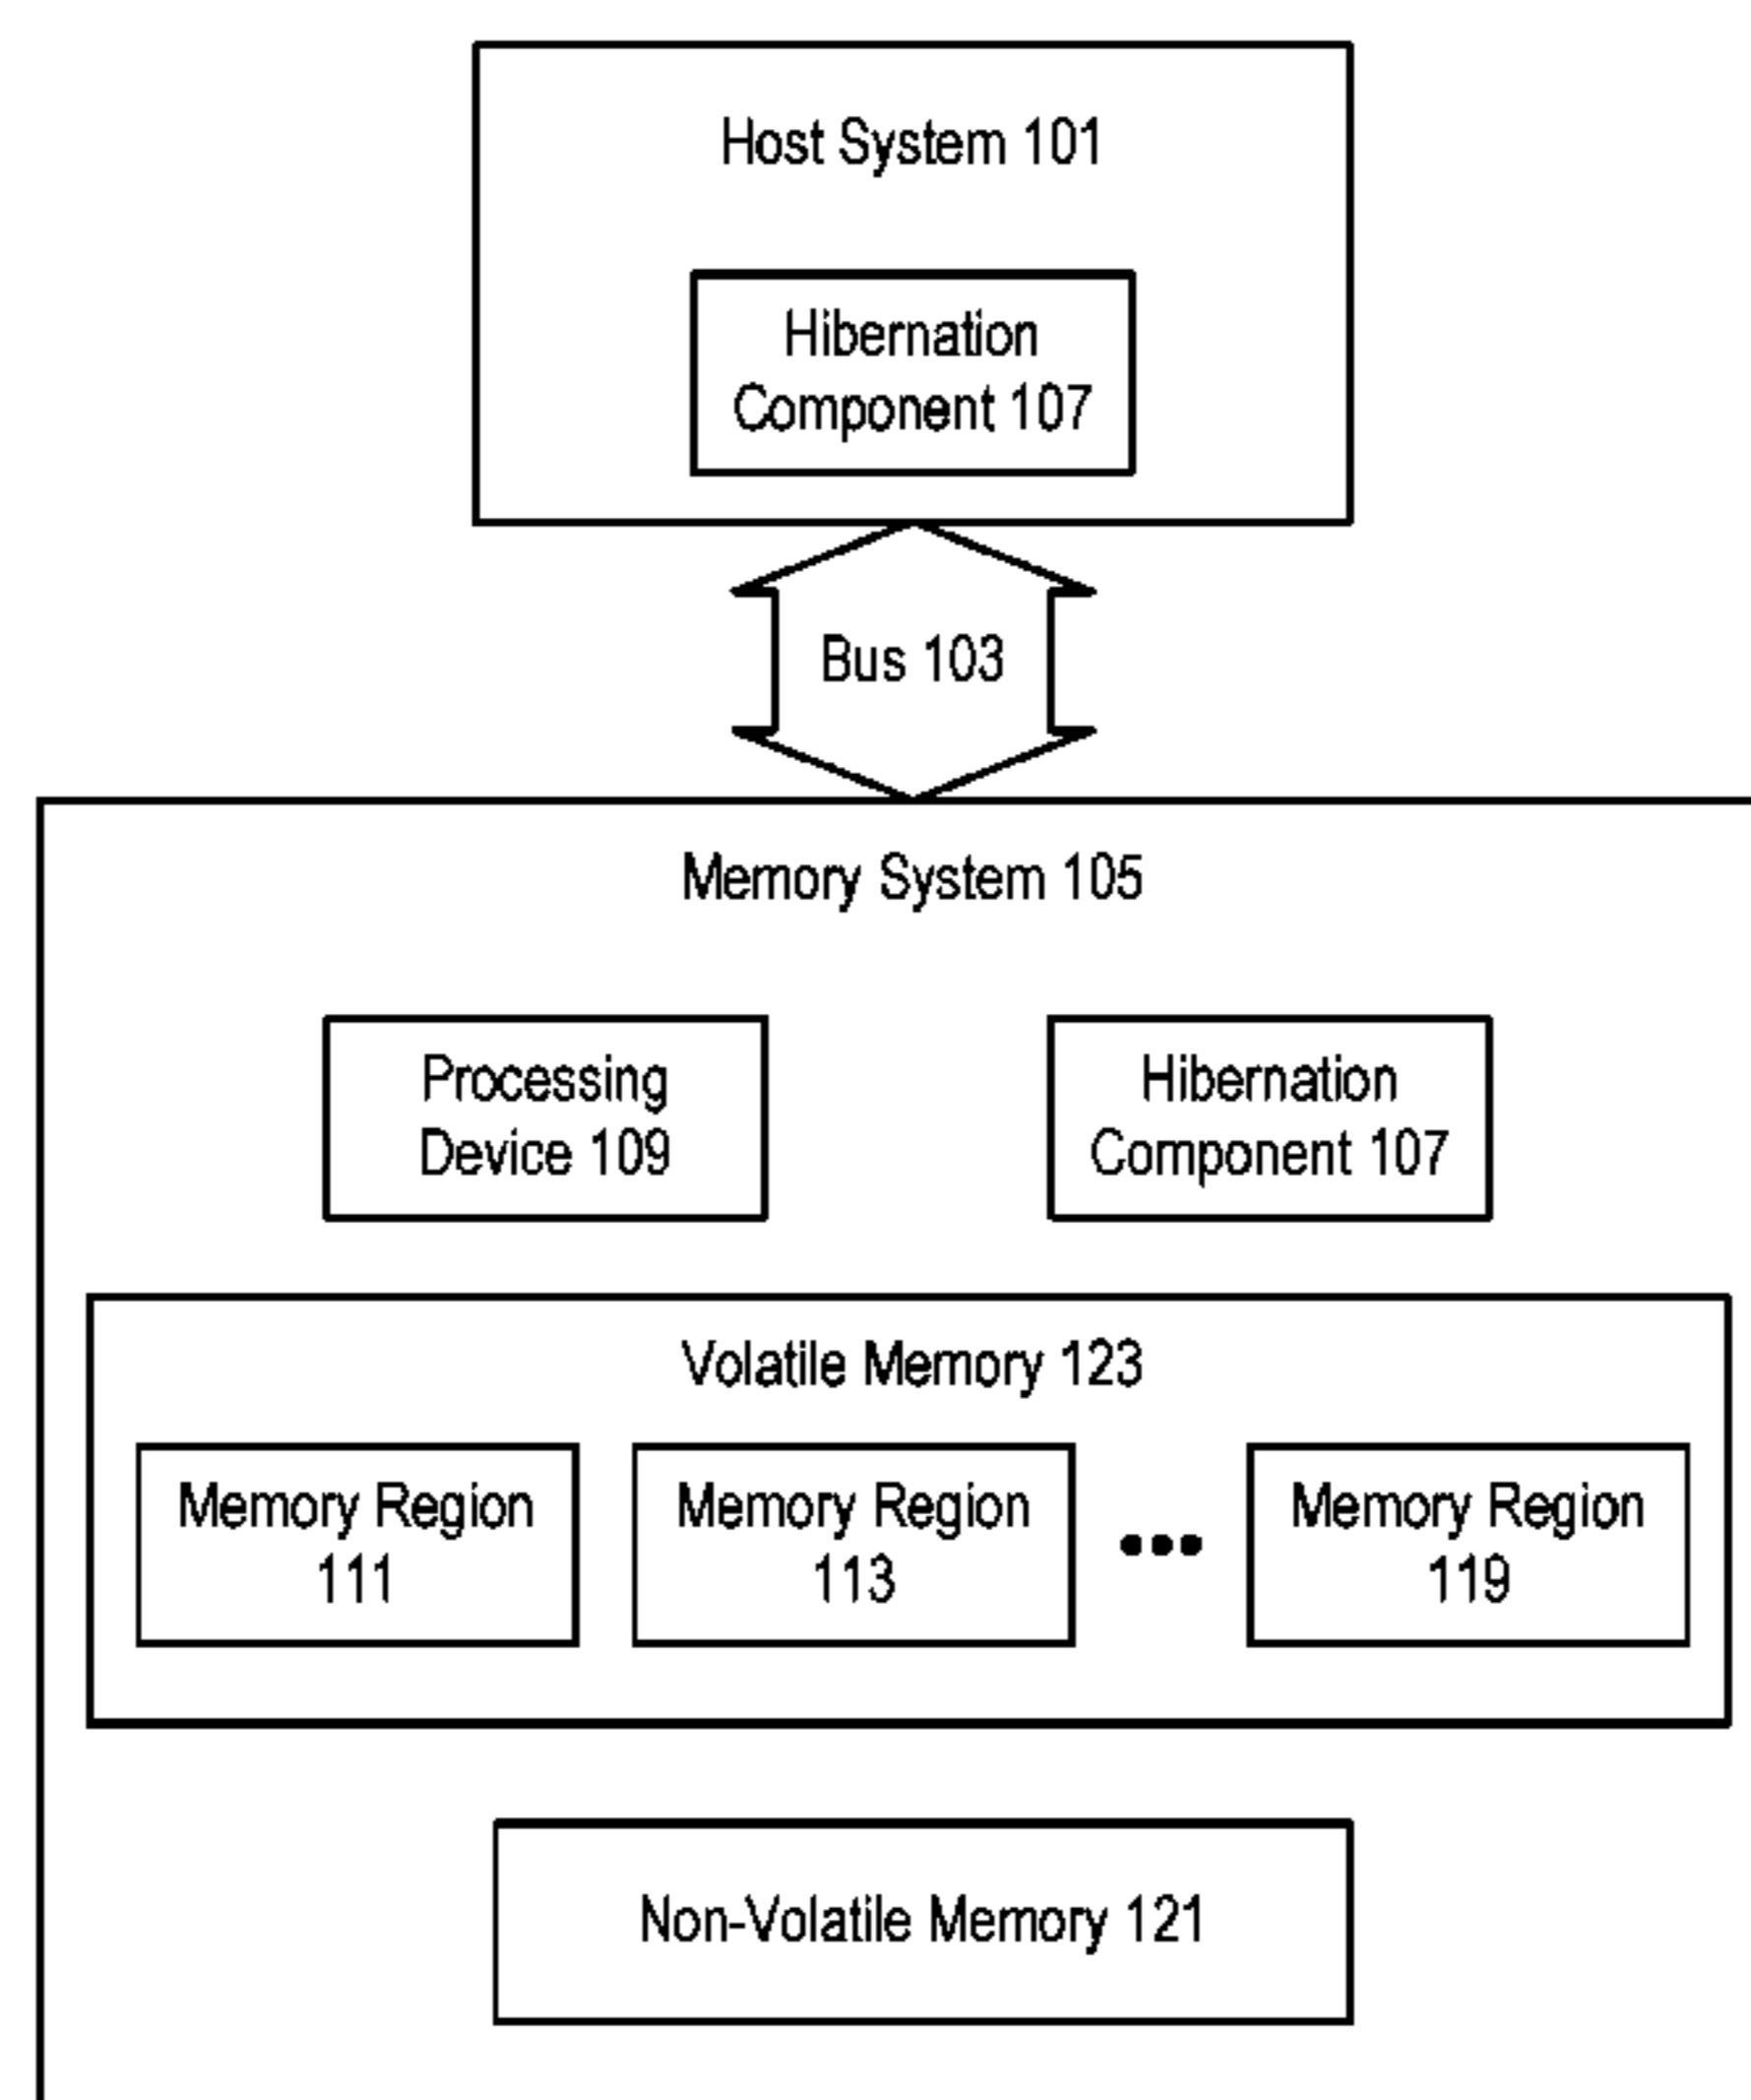 Host System 101
Hibernation
Component 107
Bus 103
Memory System 105
Processing
Device 109
Hibernation
Component 107
Volatile Memory 123
Memory Region
111
Memory Region
113
Memory Region
119
Non-Volatile Memory 121